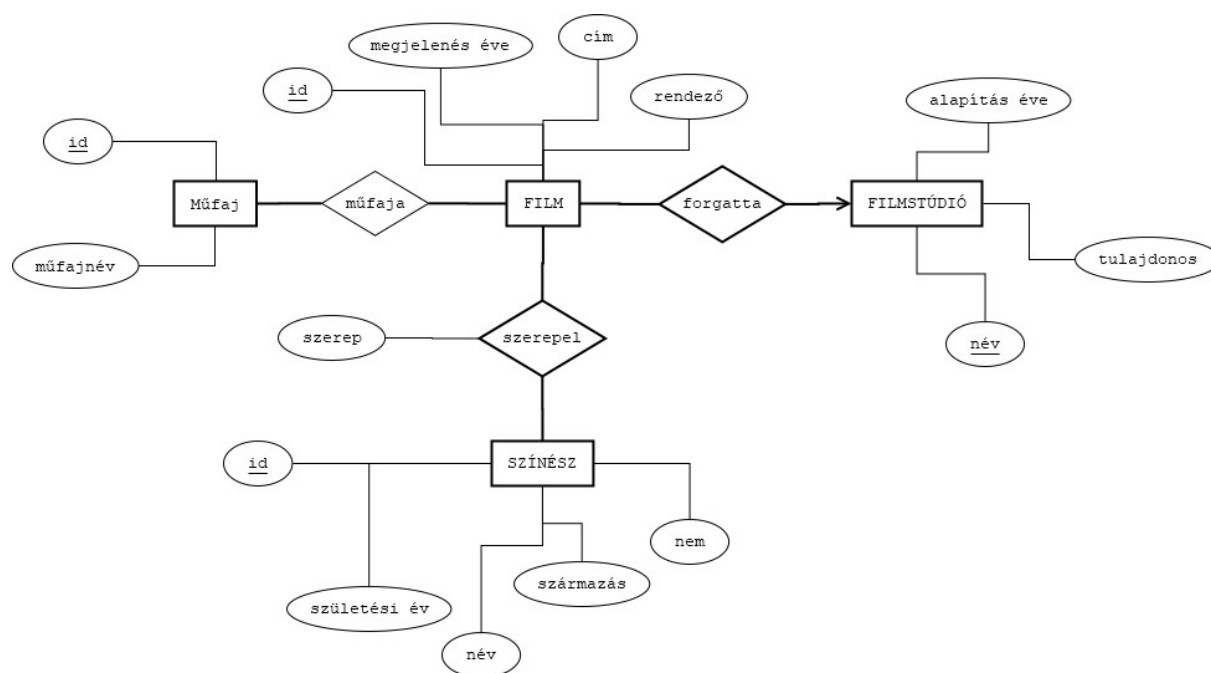 cím
megjelenés éve
id
rendező
alapítás éve
id
Műfaj
műfaja
FILM
forgatta
FILMSTÚDIÓ
műfajnév
tulajdonos
szerep
szerepel
név
id
SZÍNÉSZ
nem
származás
születési év
név